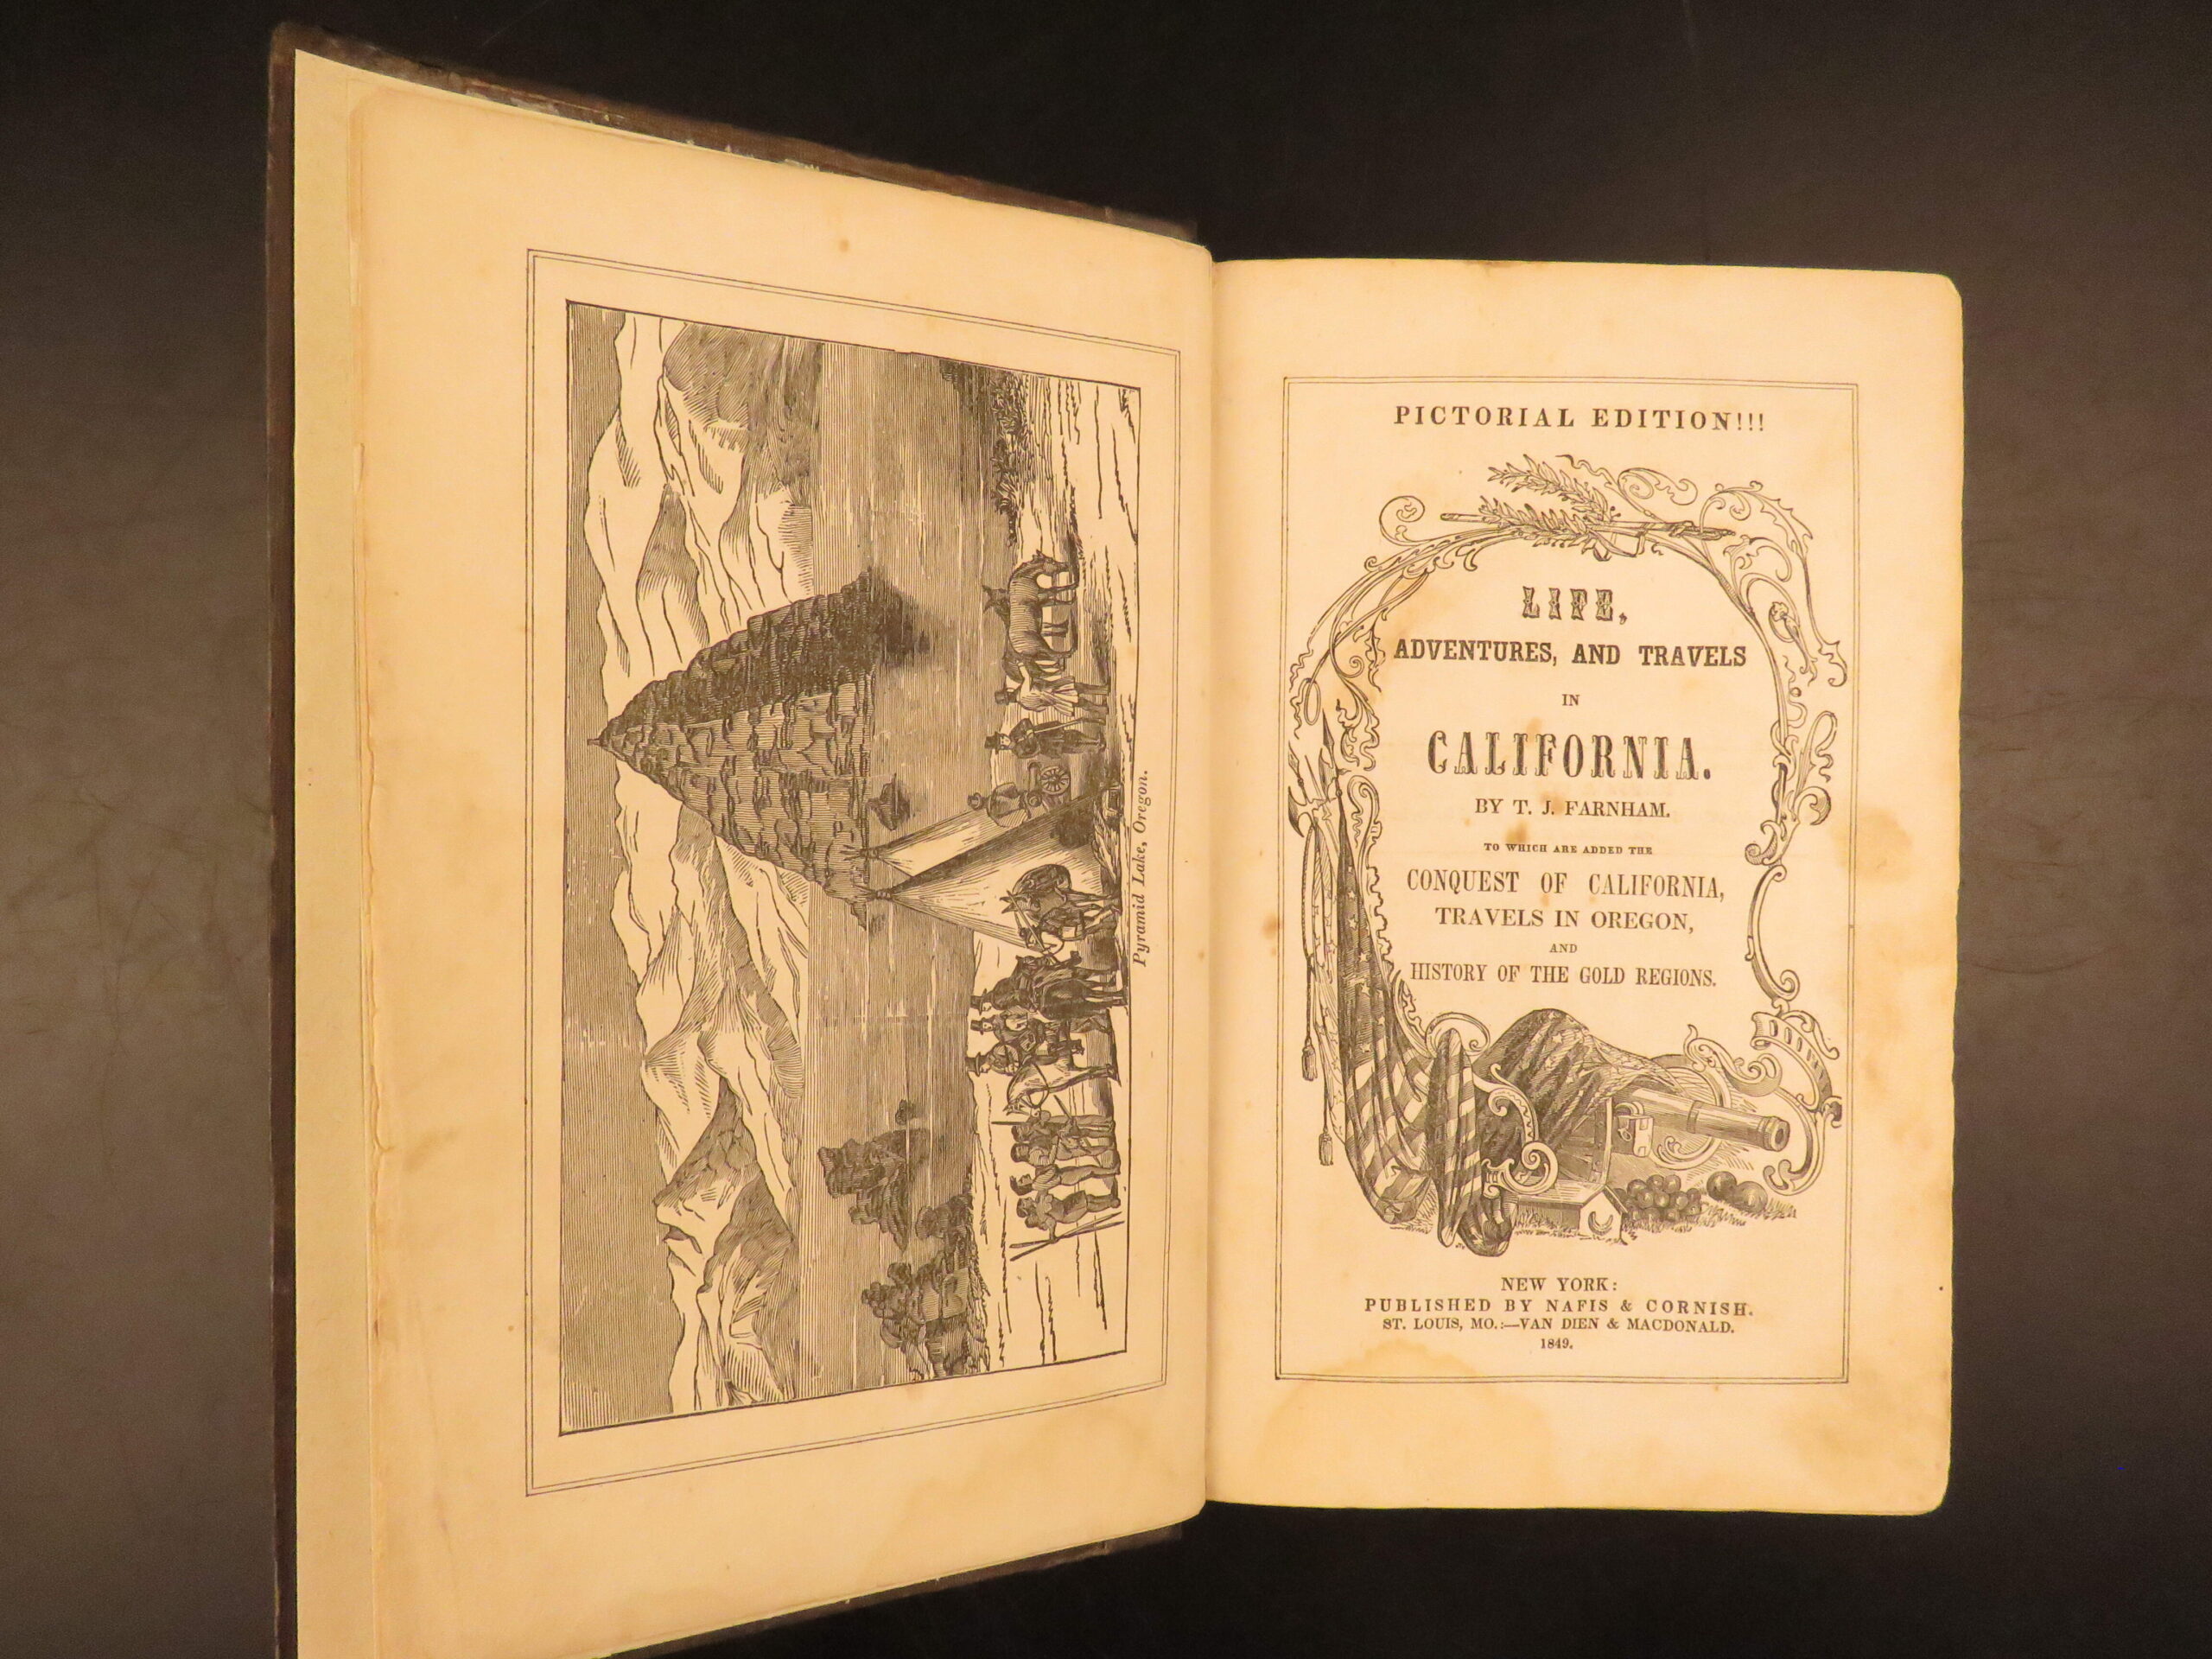 Pyramid Lake, Oregon.
PICTORIAL EDITION!!!
LIFE,
ADVENTURES, AND TRAVELS
IN
CALIFORNIA.
BY T. J. FARNHAM.
TO WHICH ARE ADDED THE
CONQUEST OF CALIFORNIA,
TRAVELS IN OREGON,
AND
HISTORY OF THE GOLD REGIONS.
NEW YORK:
PUBLISHED BY NAFIS & CORNISH.
ST. LOUIS, MO.:—VAN DIEN & MACDONALD.
1849.